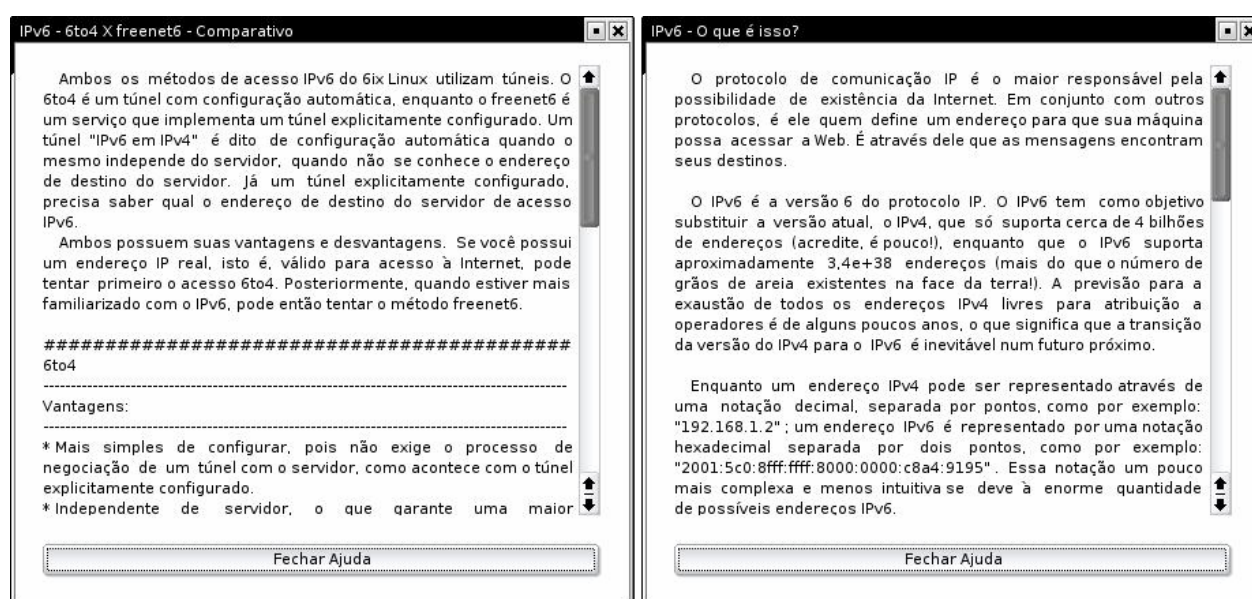 IPv6 - 6to4 X freenet6 - Comparativo
Ambos os métodos de acesso IPv6 do 6ix Linux utilizam túneis. O
6to4 é um túnel com configuração automática, enquanto o freenet6 é
um serviço que implementa um túnel explicitamente configurado. Um
túnel "IPv6 em IPv4" é dito de configuração automática quando o
mesmo independe do servidor, quando não se conhece o endereço
de destino do servidor. Já um túnel explicitamente configurado,
precisa saber qual o endereço de destino do servidor de acesso
IPv6.
Ambos possuem suas vantagens e desvantagens. Se você possui
um endereço IP real, isto é, válido para acesso à Internet, pode
tentar primeiro o acesso 6to4. Posteriormente, quando estiver mais
familiarizado com o IPv6, pode então tentar o método freenet6.
###########################################
6to4
-----------------------------------------------------------------------------------------------
Vantagens:
-----------------------------------------------------------------------------------------------
* Mais simples de configurar, pois não exige o processo de
negociação de um túnel com o servidor, como acontece com o túnel
explicitamente configurado.
* Independente de servidor, o que garante uma maior
Fechar Ajuda
IPv6 - O que é isso?
O protocolo de comunicação IP é o maior responsável pela
possibilidade de existência da Internet. Em conjunto com outros
protocolos, é ele quem define um endereço para que sua máquina
possa acessar a Web. É através dele que as mensagens encontram
seus destinos.
O IPv6 é a versão 6 do protocolo IP. O IPv6 tem como objetivo
substituir a versão atual, o IPv4, que só suporta cerca de 4 bilhões
de endereços (acredite, é pouco!), enquanto que o IPv6 suporta
aproximadamente 3,4e+38 endereços (mais do que o número de
grãos de areia existentes na face da terra!). A previsão para a
exaustão de todos os endereços IPv4 livres para atribuição a
operadores é de alguns poucos anos, o que significa que a transição
da versão do IPv4 para o IPv6 é inevitável num futuro próximo.
Enquanto um endereço IPv4 pode ser representado através de
uma notação decimal, separada por pontos, como por exemplo:
"192.168.1.2" ; um endereço IPv6 é representado por uma notação
hexadecimal separada por dois pontos, como por exemplo:
"2001:5c0:8fff:ffff:8000:0000:c8a4:9195" . Essa notação um pouco
mais complexa e menos intuitiva se deve à enorme quantidade
de possíveis endereços IPv6.
Fechar Ajuda